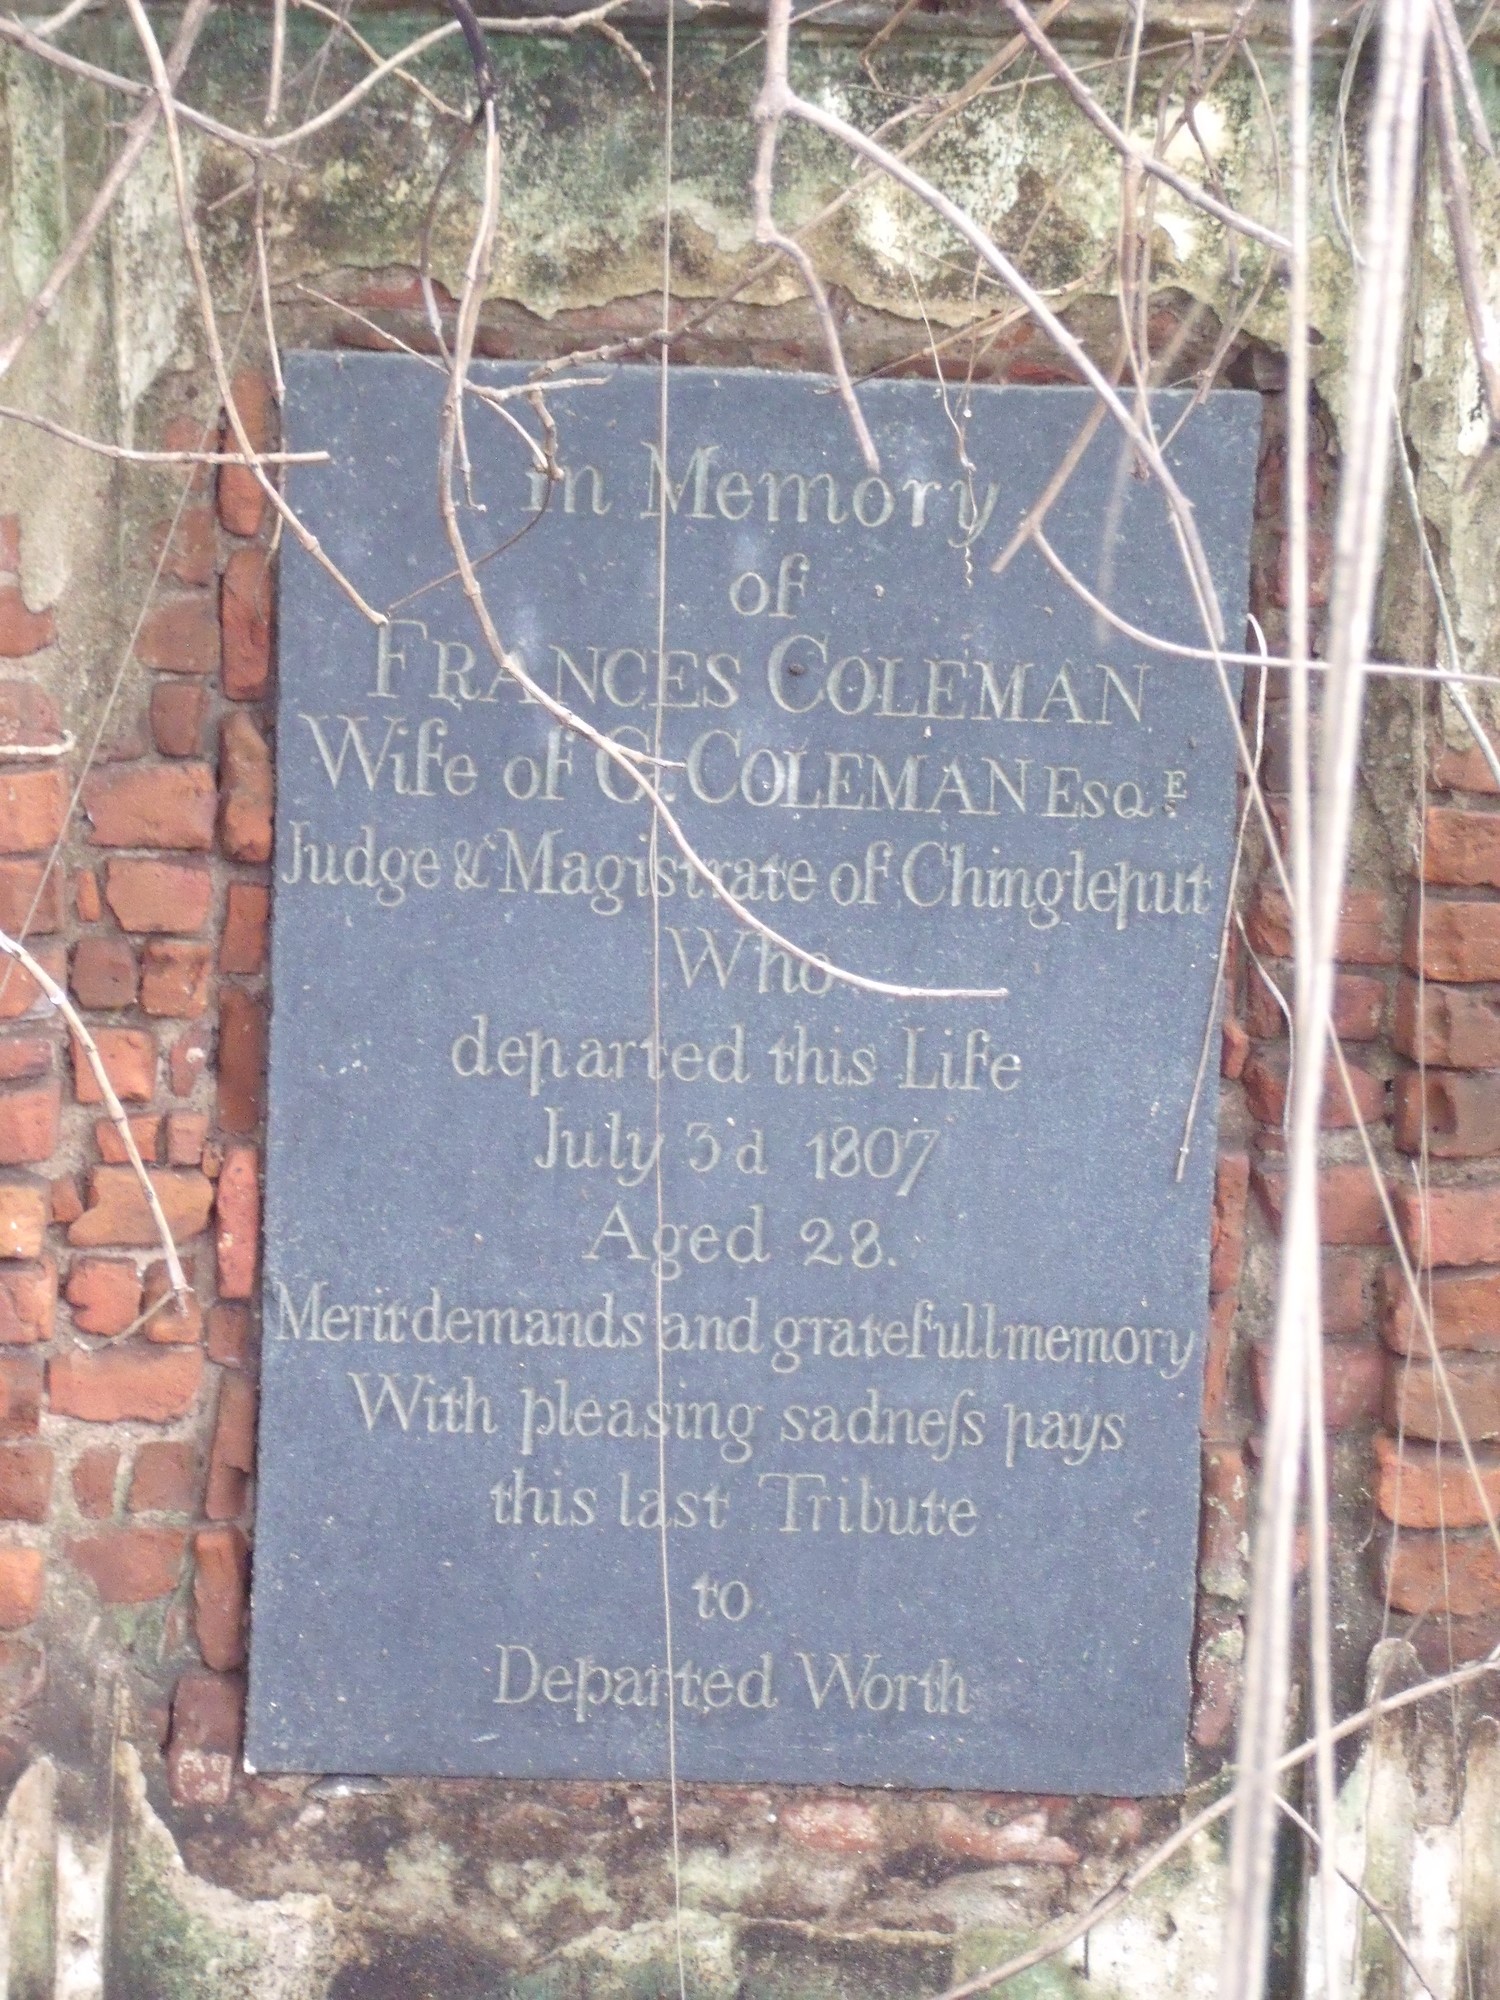 in Memory
of
FRANCES COLEMAN
Wife of G. COLEMAN ESQ.E
Judge & Magistrate of Chingleput
Who
departed this Life
July 3d 1807
Aged 28.
Merit demands and gratefull memory
With pleasing sadneſs pays
this last Tribute
to
Departed Worth